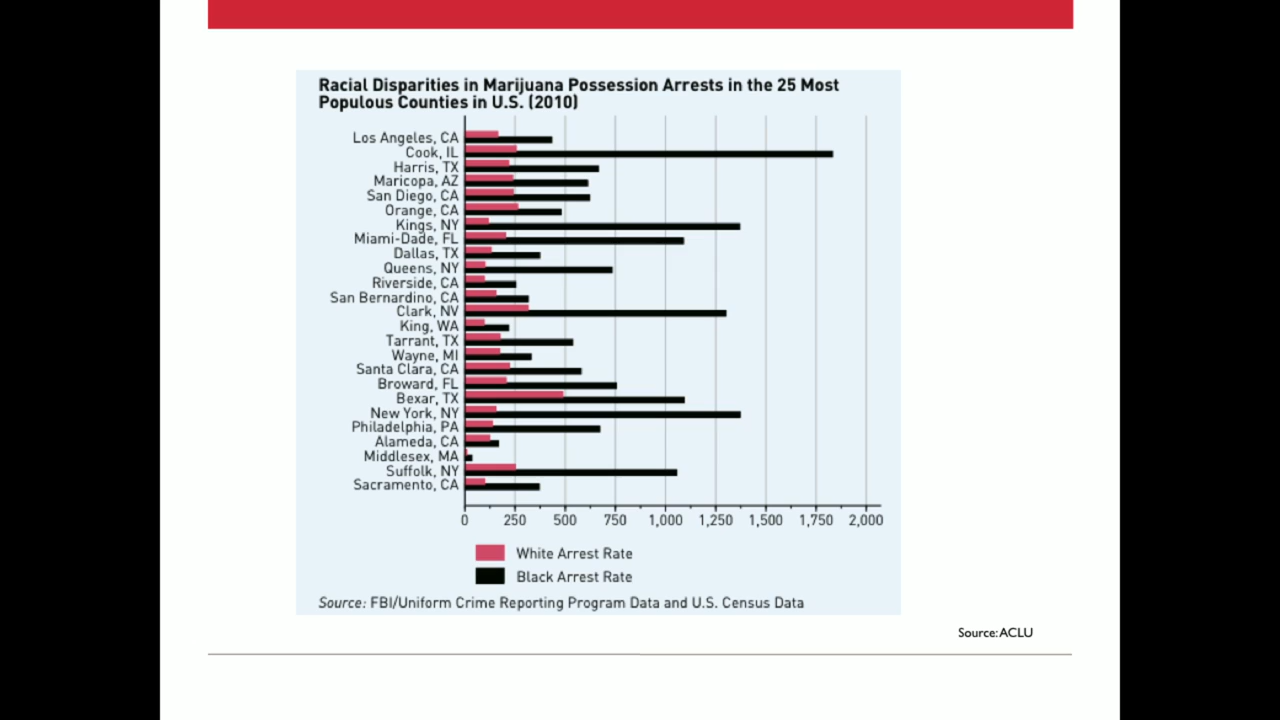 Racial Disparities in Marijuana Possession Arrests in the 25 Most
Populous Counties in U.S. (2010)
Los Angeles, CA
Cook, IL
Harris, TX
Maricopa, AZ
San Diego, CA
Orange, CA
Kings, NY
Miami-Dade, FL
Dallas, TX
Queens, NY
Riverside, CA
San Bernardino, CA
Clark, NV
King, WA
Tarrant, TX
Wayne, MI
Santa Clara, CA
Broward, FL
Bexar, TX
New York, NY
Philadelphia, PA
Alameda, CA
Middlesex, MA
Suffolk, NY
Sacramento, CA
0 250 500 750 1,000 1,250 1,500 1,750 2,000
White Arrest Rate
Black Arrest Rate
Source: FBI/Uniform Crime Reporting Program Data and U.S. Census Data
Source: ACLU